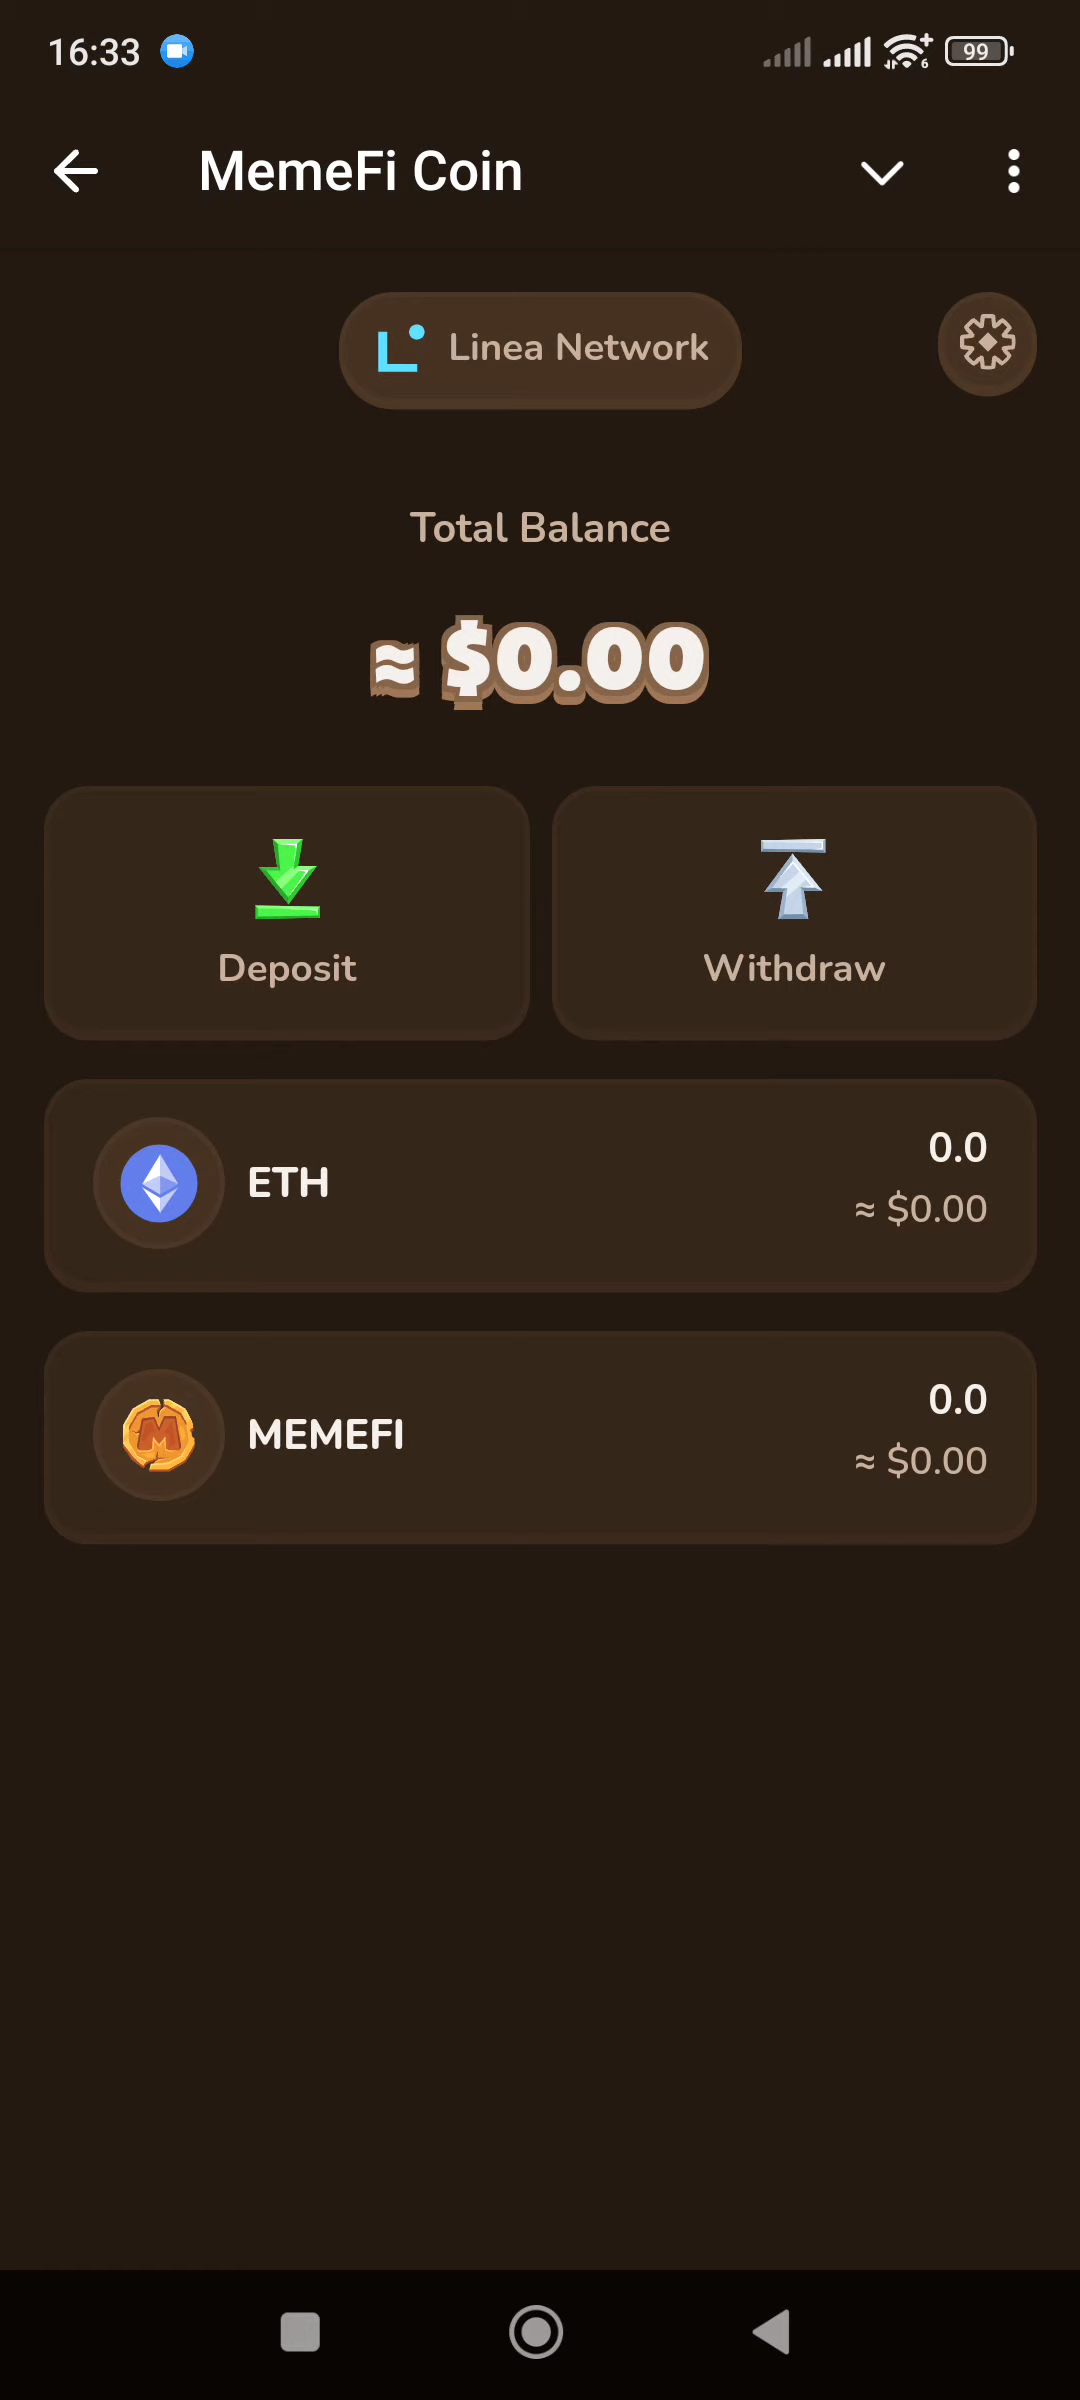 16:33
6
99
MemeFi Coin
Linea Network
Total Balance
≈ $0.00
Deposit
Withdraw
ETH
0.0
≈ $0.00
MEMEFI
0.0
≈ $0.00